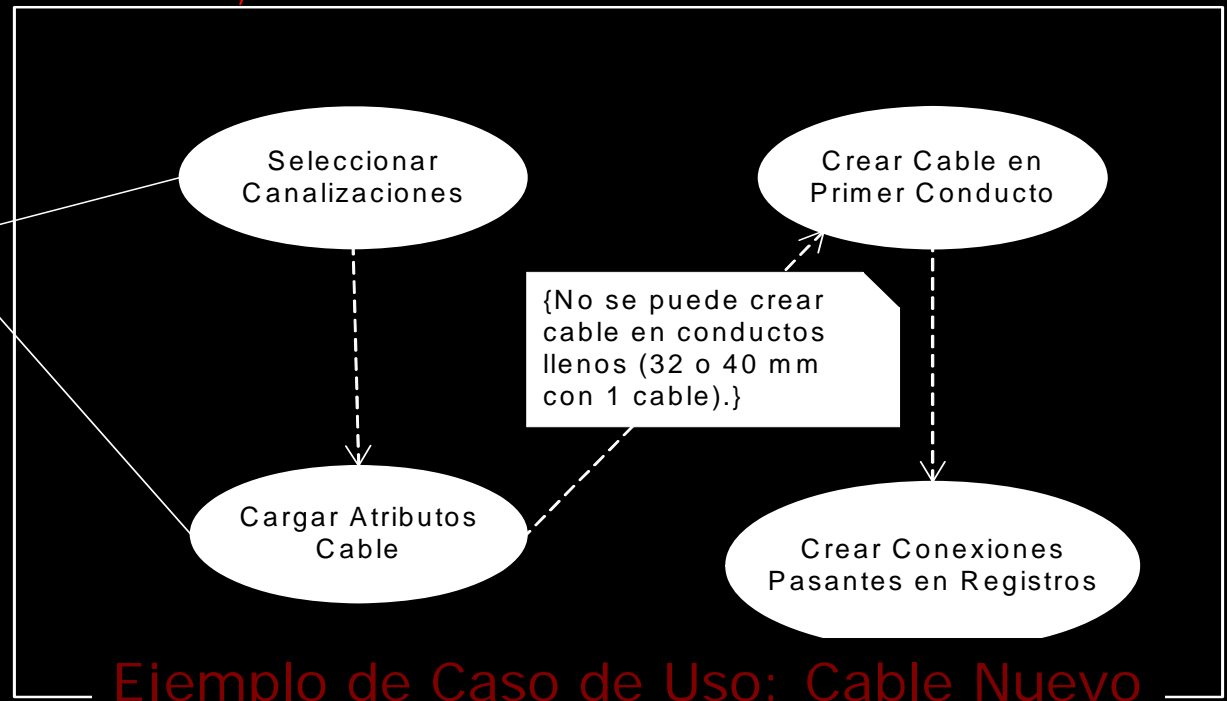 Seleccionar
Canalizaciones
Crear Cable en
Primer Conducto
{No se puede crear
cable en conductos
llenos (32 o 40 mm
con 1 cable).}
Cargar Atributos
Cable
Crear Conexiones
Pasantes en Registros
Ejemplo de Caso de Uso: Cable Nuevo